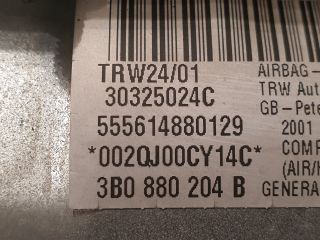 TRW24/01 AIRBAG-
30325024C TRW Aut
GB-Pete
555614880129 2001
*002QJ00CY14C* COMP
(AIR/H
3B0 880 204 B GENERA